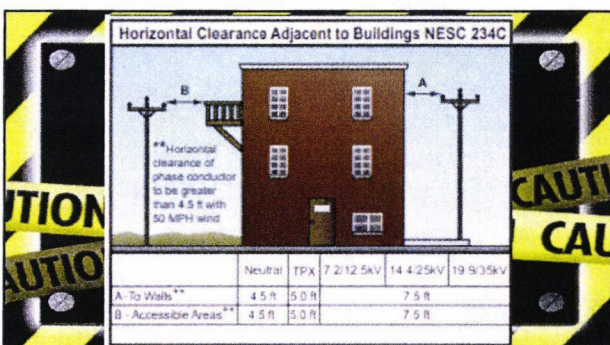 Horizontal Clearance Adjacent to Buildings NESC 234C
B
A
**Horizontal
clearance of
phase conductor
to be greater
than 4.5 ft with
50 MPH wind
UTION
AUTIO
CAUTI
CAU
Neutral TPX 7.2/12.5kV 14.4/25kV 19.9/35kV
A-To Walls** 4.5 ft 5.0 ft 7.5 ft
B - Accessible Areas** 4.5 ft 5.0 ft 7.5 ft